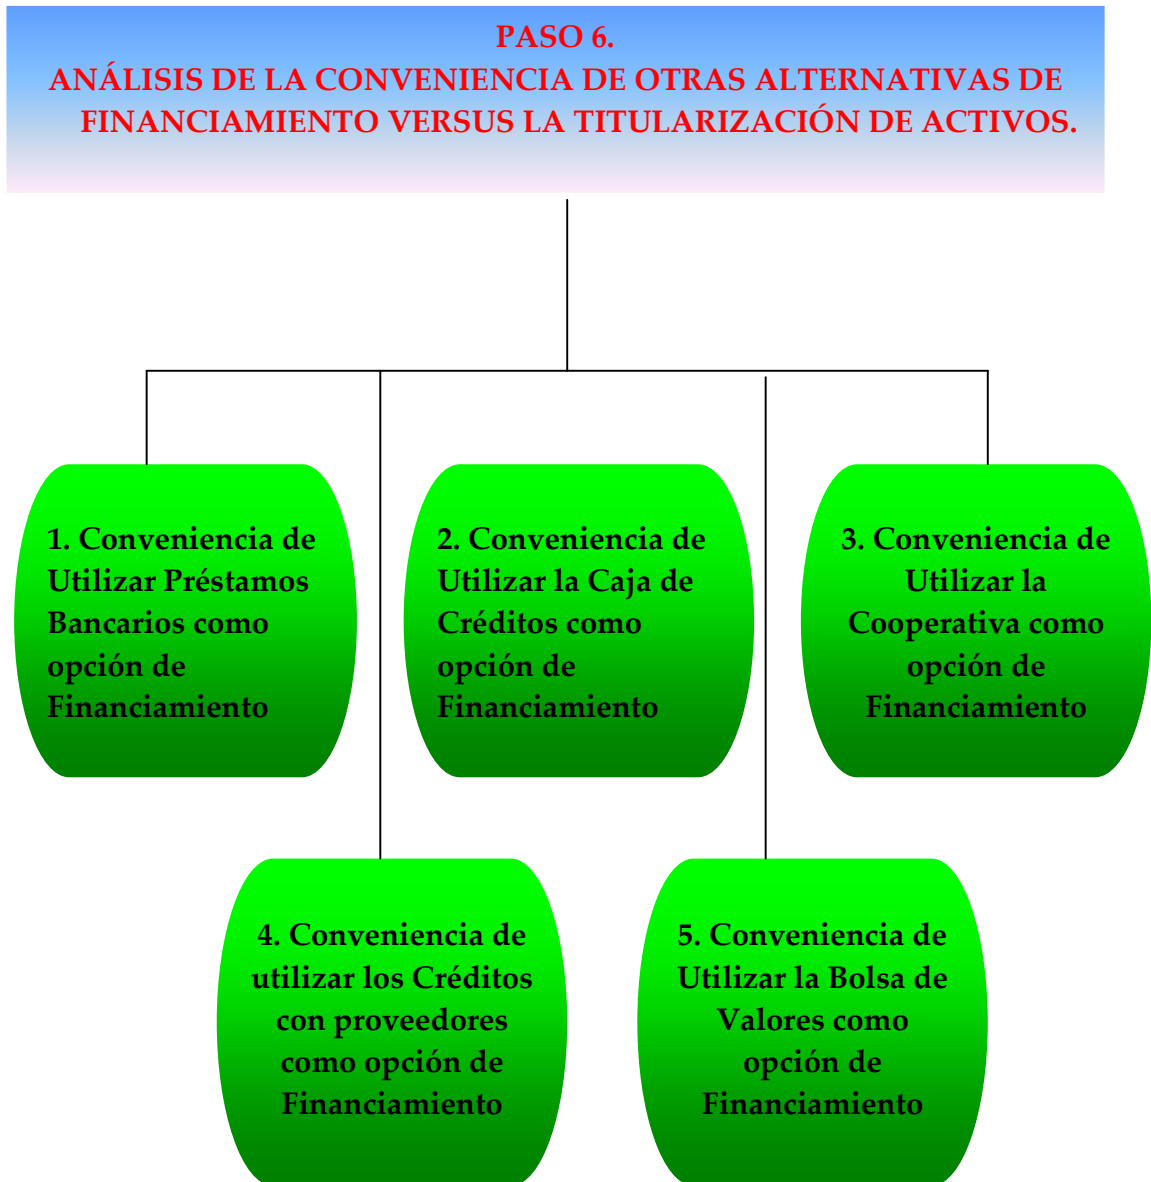 PASO 6.
ANÁLISIS DE LA CONVENIENCIA DE OTRAS ALTERNATIVAS DE
FINANCIAMIENTO VERSUS LA TITULARIZACIÓN DE ACTIVOS.
1. Conveniencia de
Utilizar Préstamos
Bancarios como
opción de
Financiamiento
2. Conveniencia de
Utilizar la Caja de
Créditos como
opción de
Financiamiento
3. Conveniencia de
Utilizar la
Cooperativa como
opción de
Financiamiento
4. Conveniencia de
utilizar los Créditos
con proveedores
como opción de
Financiamiento
5. Conveniencia de
Utilizar la Bolsa de
Valores como
opción de
Financiamiento